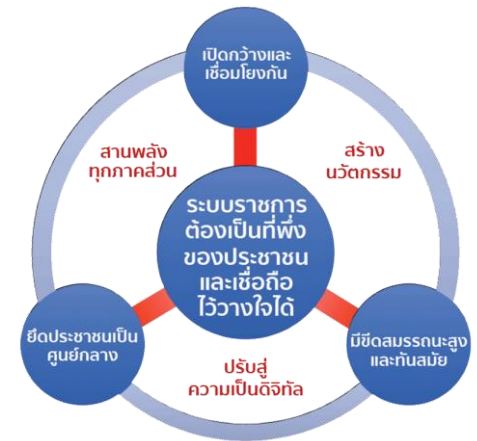 เปิดกว้างและ
เชื่อมโยงกัน
สานพลัง
ทุกภาคส่วน
สร้าง
นวัตกรรม
ระบบราชการ
ต้องเป็นที่พึ่ง
ของประชาชน
และเชื่อถือ
ไว้วางใจได้
ยึดประชาชนเป็น
ศูนย์กลาง
มีขีดสมรรถนะสูง
และทันสมัย
ปรับสู่
ความเป็นดิจิทัล